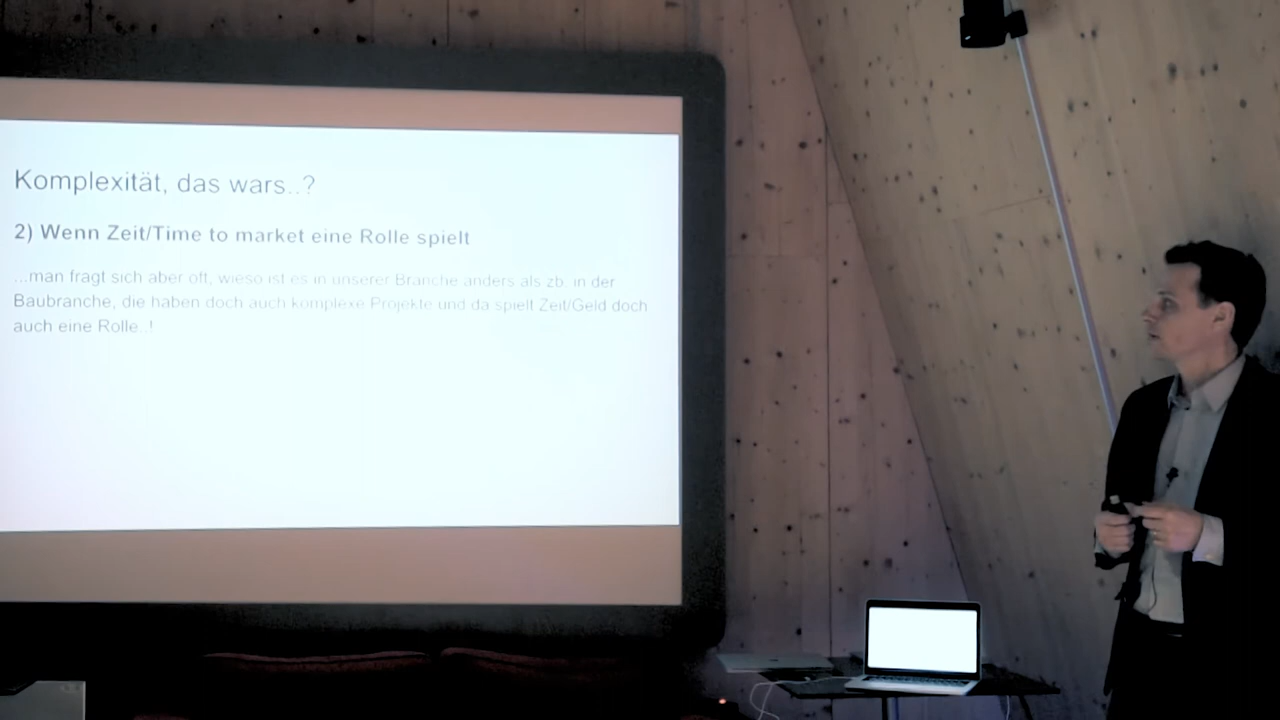 Komplexität, das wars..?
2) Wenn Zeit/Time to market eine Rolle spielt
...man fragt sich aber oft, wieso ist es in unserer Branche anders als zb. in der
Baubranche, die haben doch auch komplexe Projekte und da spielt Zeit/Geld doch
auch eine Rolle..!